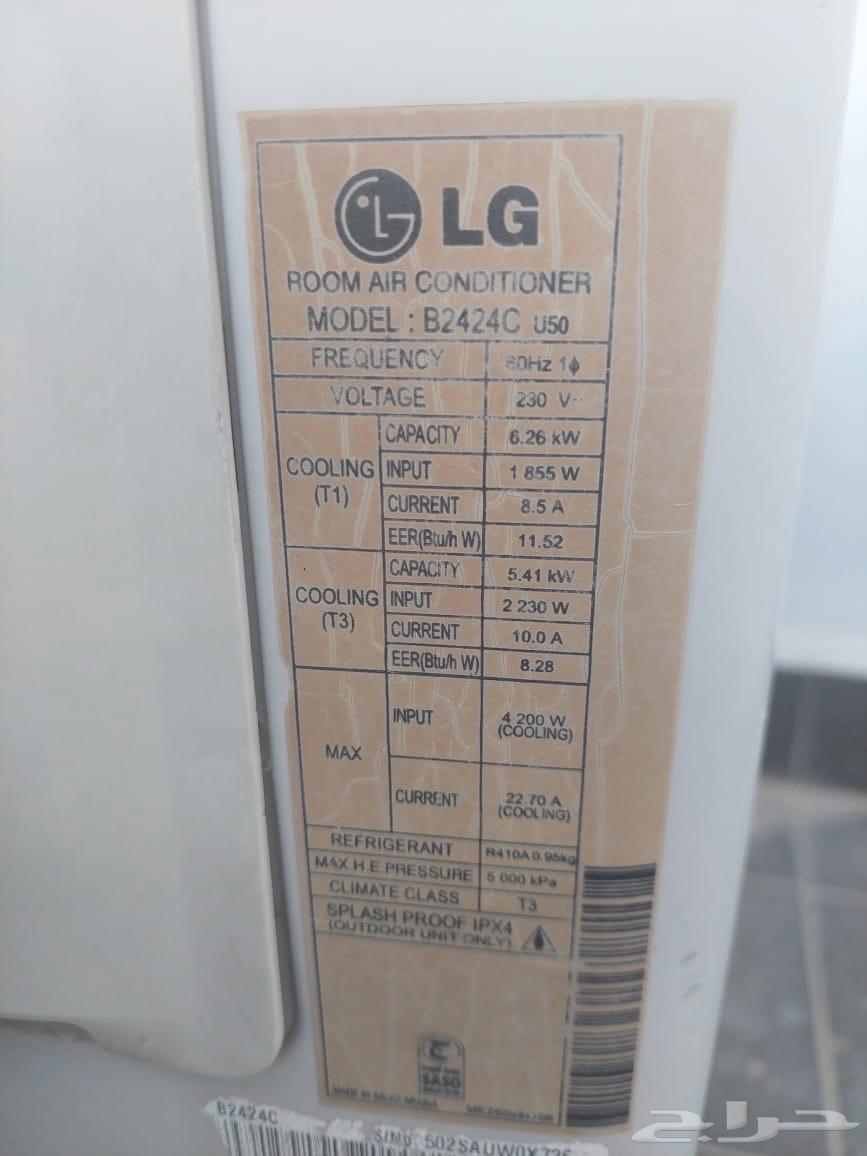 LG
ROOM AIR CONDITIONER
MODEL : B2424C U50
FREQUENCY 60Hz 1ϕ
VOLTAGE 230 V~
COOLING (T1)
CAPACITY 6.26 kW
INPUT 1 855 W
CURRENT 8.5 A
EER(Btu/h W) 11.52
COOLING (T3)
CAPACITY 5.41 kW
INPUT 2 230 W
CURRENT 10.0 A
EER(Btu/h W) 8.28
MAX
INPUT 4 200 W
(COOLING)
CURRENT 22.70 A
(COOLING)
REFRIGERANT R410A 0.95kg
MAX.H.E.PRESSURE 5 000 kPa
CLIMATE CLASS T3
SPLASH PROOF IPX4
(OUTDOOR UNIT ONLY)
SASO
MADE IN SAUDI ARABIA
B2424C
S/No. 502SAUW0X736
حراج